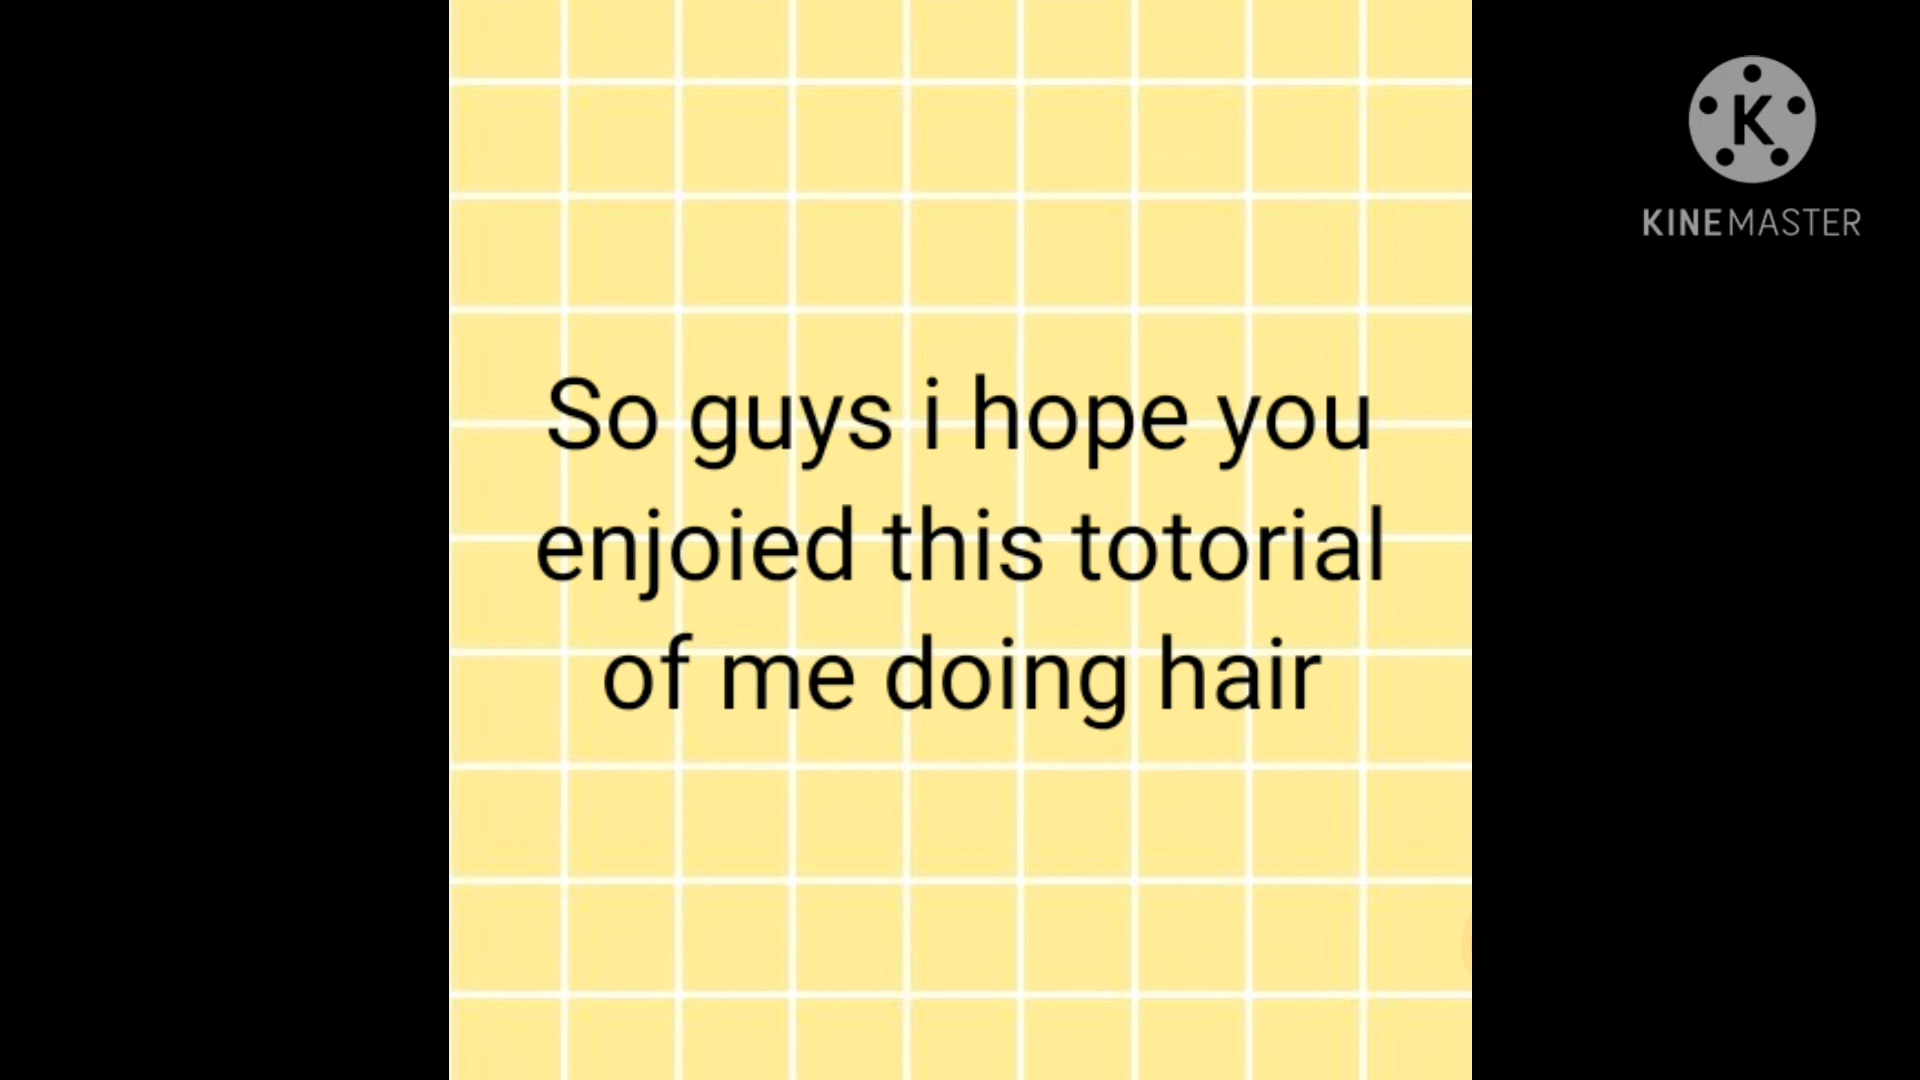 So guys i hope you
enjoied this totorial
of me doing hair
K
KINEMASTER